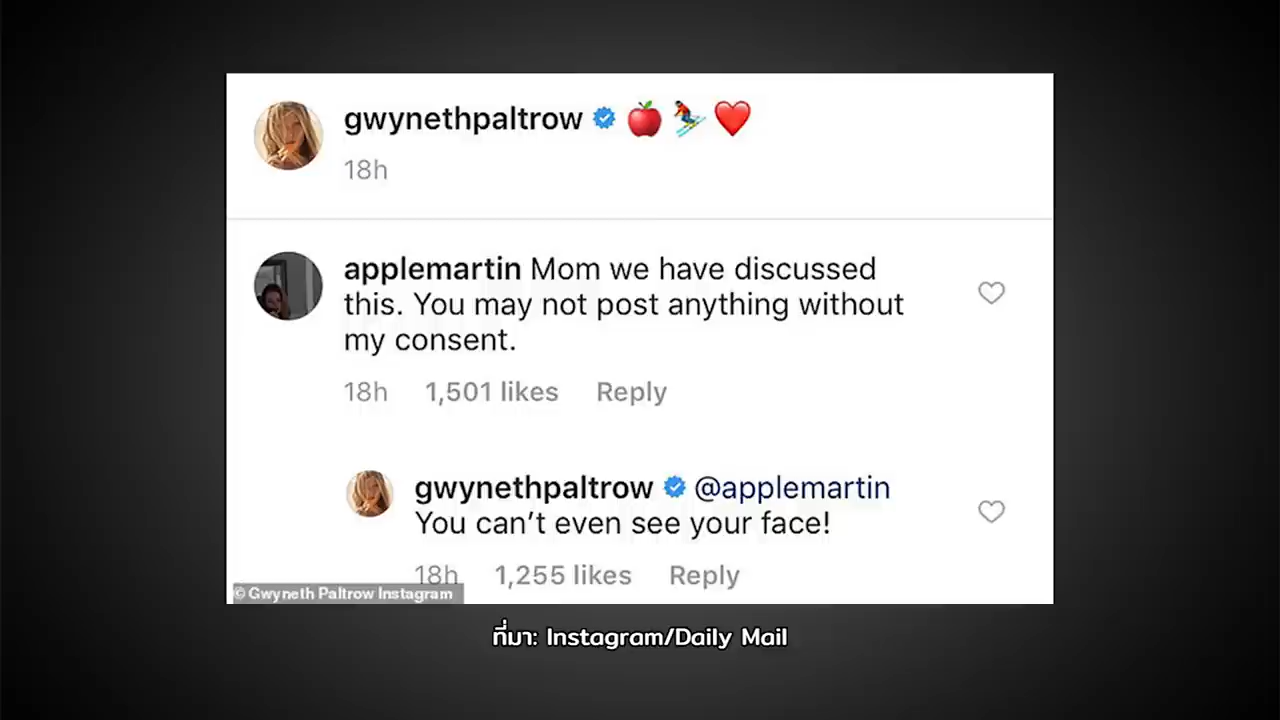 gwynethpaltrow 🍎 ⛷️ ❤️
18h
applemartin Mom we have discussed
this. You may not post anything without
my consent.
18h 1,501 likes Reply
gwynethpaltrow @applemartin
You can't even see your face!
18h 1,255 likes Reply
© Gwyneth Paltrow Instagram
ที่มา: Instagram/Daily Mail